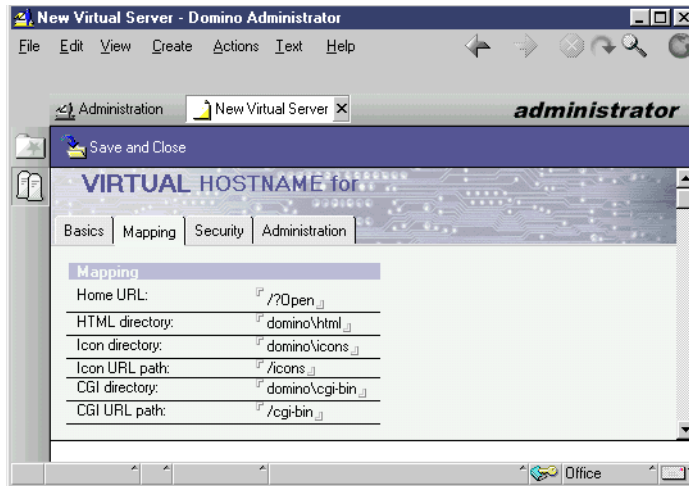 New Virtual Server - Domino Administrator
File Edit View Create Actions Text Help
Administration New Virtual Server administrator
Save and Close
VIRTUAL HOSTNAME for
Basics Mapping Security Administration
Mapping
Home URL: /?Open
HTML directory: domino\html
Icon directory: domino\icons
Icon URL path: /icons
CGI directory: domino\cgi-bin
CGI URL path: /cgi-bin
Office